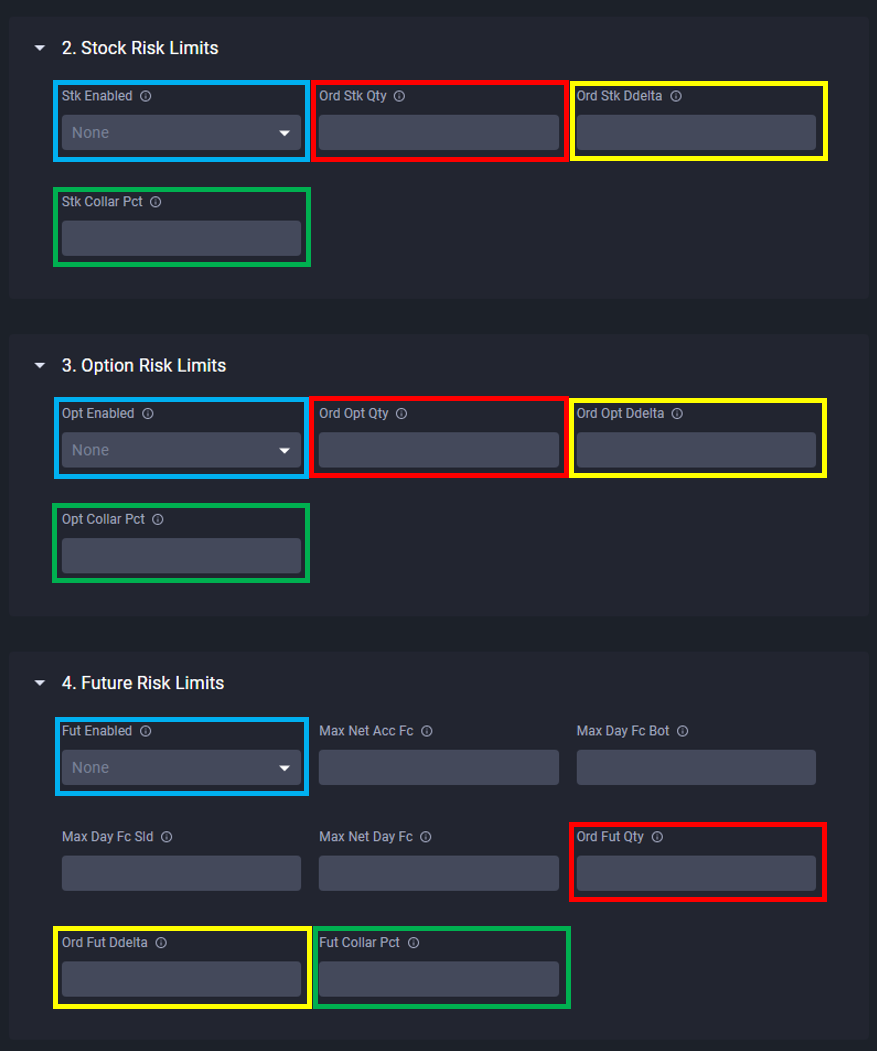 2. Stock Risk Limits
Stk Enabled Ord Stk Qty Ord Stk Ddelta
None
Stk Collar Pct
3. Option Risk Limits
Opt Enabled Ord Opt Qty Ord Opt Ddelta
None
Opt Collar Pct
4. Future Risk Limits
Fut Enabled Max Net Acc Fc Max Day Fc Bot
None
Max Day Fc Sld Max Net Day Fc Ord Fut Qty
Ord Fut Ddelta Fut Collar Pct